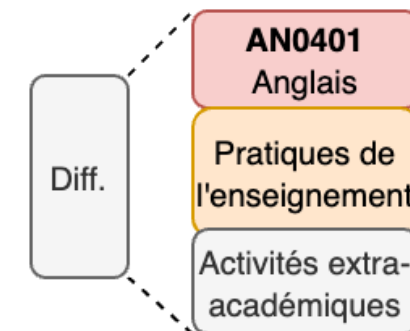 Diff.
AN0401
Anglais
Pratiques de
l'enseignement
Activités extra-
académiques